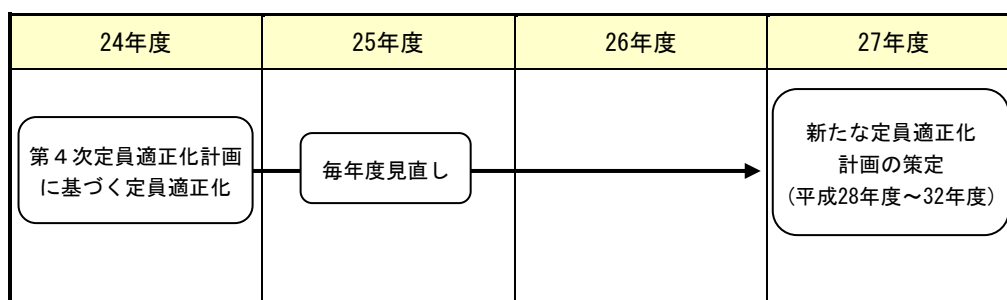 24年度
25年度
26年度
27年度
第４次定員適正化計画
に基づく定員適正化
毎年度見直し
新たな定員適正化
計画の策定
(平成28年度～32年度)